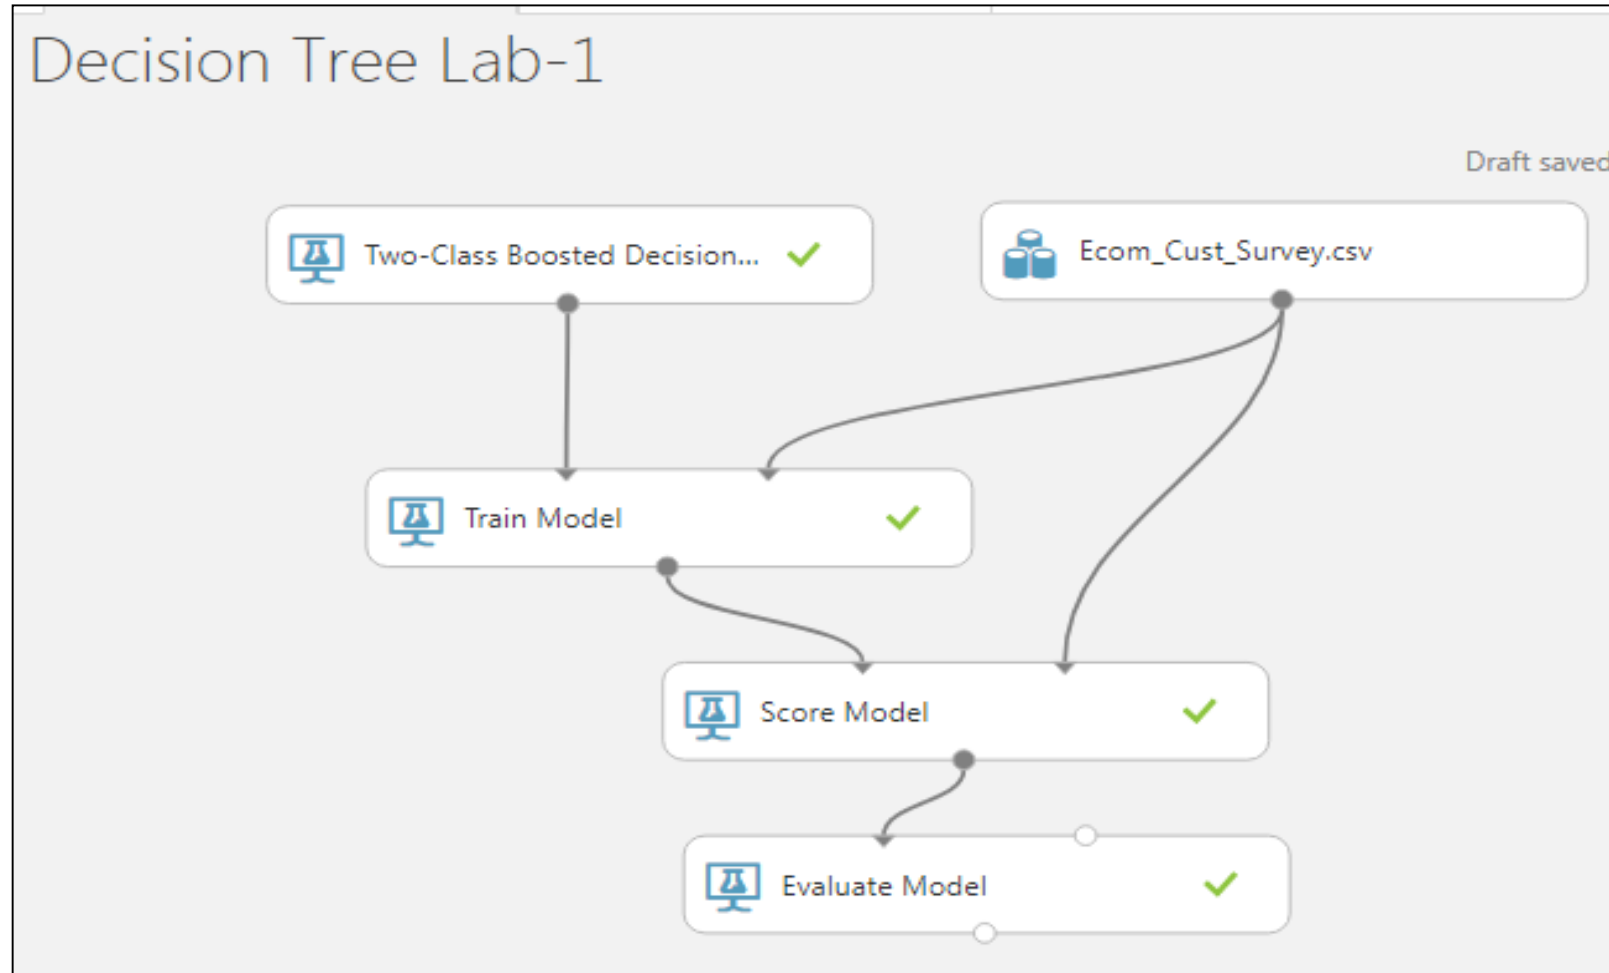 Decision Tree Lab-1
Draft saved
Two-Class Boosted Decision...
Ecom_Cust_Survey.csv
Train Model
Score Model
Evaluate Model